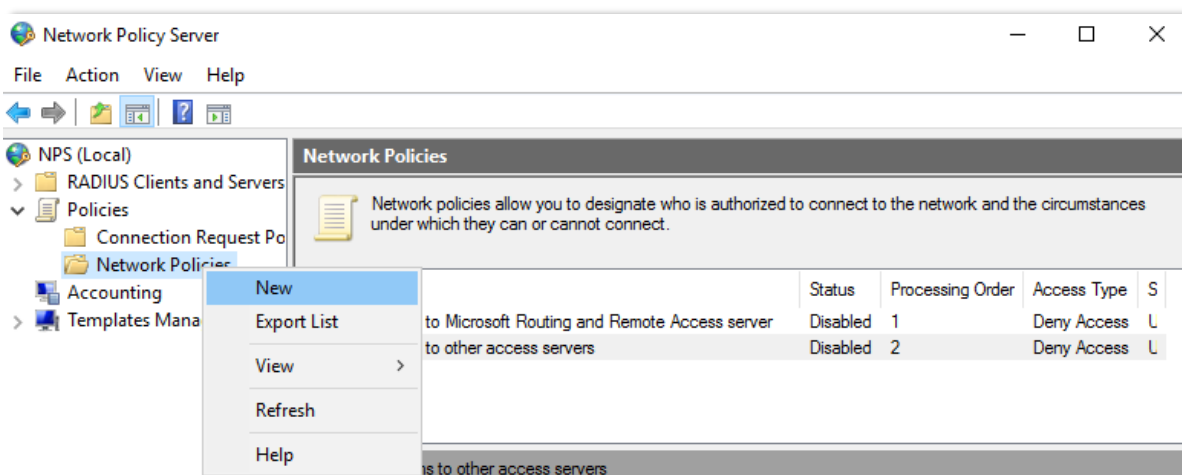 Network Policy Server
File Action View Help
NPS (Local)
RADIUS Clients and Servers
Policies
Connection Request Po
Network Policies
Accounting
Templates Mana
New
Export List
View
Refresh
Help
Network Policies
Network policies allow you to designate who is authorized to connect to the network and the circumstances
under which they can or cannot connect.
Status Processing Order Access Type S
to Microsoft Routing and Remote Access server Disabled 1 Deny Access U
to other access servers Disabled 2 Deny Access U
ns to other access servers